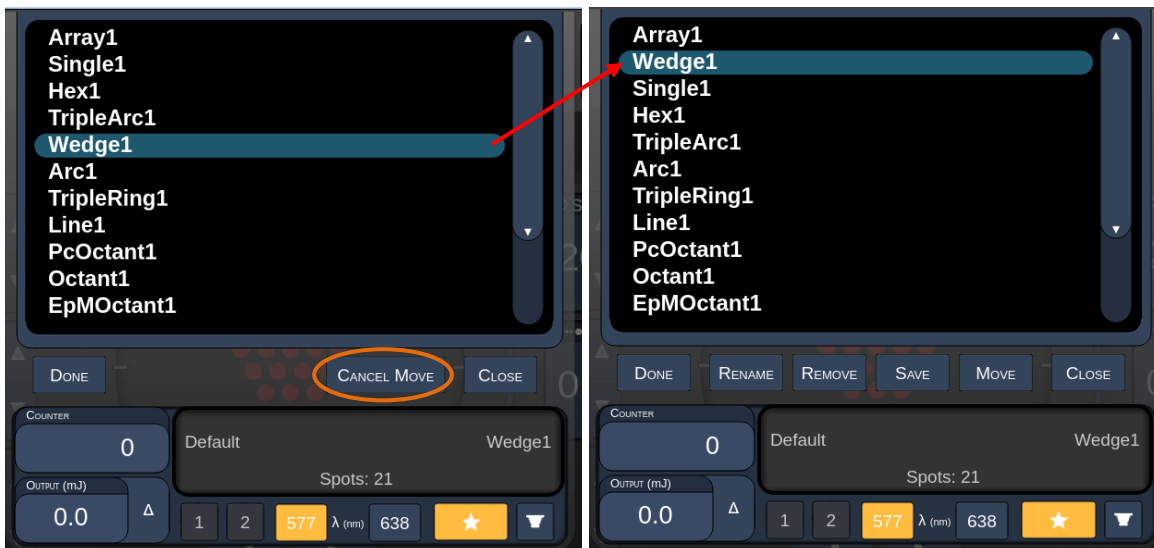 Array1
Single1
Hex1
TripleArc1
Wedge1
Arc1
TripleRing1
Line1
PcOctant1
Octant1
EpMOctant1
DONE CANCEL MOVE CLOSE
COUNTER
0
Default Wedge1
Spots: 21
OUTPUT (mJ)
0.0 Δ
1 2 577 λ (nm) 638
Array1
Wedge1
Single1
Hex1
TripleArc1
Arc1
TripleRing1
Line1
PcOctant1
Octant1
EpMOctant1
DONE RENAME REMOVE SAVE MOVE CLOSE
COUNTER
0
Default Wedge1
Spots: 21
OUTPUT (mJ)
0.0 Δ
1 2 577 λ (nm) 638